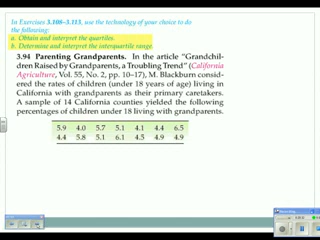 In Exercises 3.108–3.113, use the technology of your choice to do
the following:
a. Obtain and interpret the quartiles.
b. Determine and interpret the interquartile range.
3.94 Parenting Grandparents. In the article “Grandchil-
dren Raised by Grandparents, a Troubling Trend” (California
Agriculture, Vol. 55, No. 2, pp. 10–17), M. Blackburn consid-
ered the rates of children (under 18 years of age) living in
California with grandparents as their primary caretakers.
A sample of 14 California counties yielded the following
percentages of children under 18 living with grandparents.
5.9 4.0 5.7 5.1 4.1 4.4 6.5
4.4 5.8 5.1 6.1 4.5 4.9 4.9